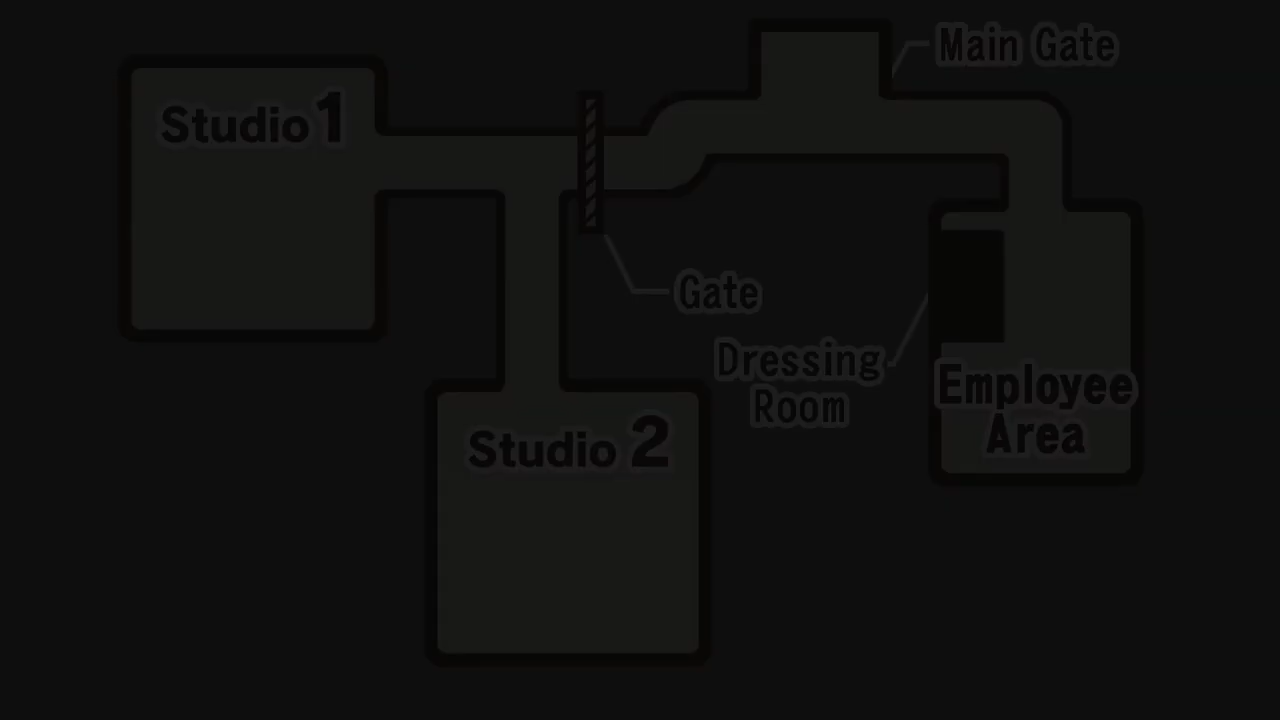 Main Gate
Studio 1
Gate
Dressing
Room
Employee
Area
Studio 2